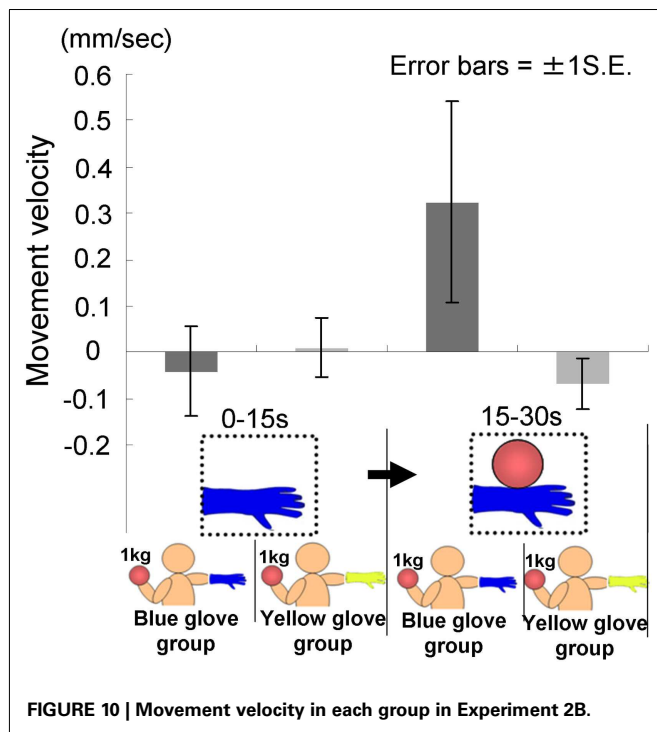 (mm/sec)
Error bars = ±1S.E.
Movement velocity
0.6
0.5
0.4
0.3
0.2
0.1
0
-0.1
-0.2
0-15s
15-30s
1kg
1kg
1kg
1kg
Blue glove
group
Yellow glove
group
Blue glove
group
Yellow glove
group
FIGURE 10 | Movement velocity in each group in Experiment 2B.